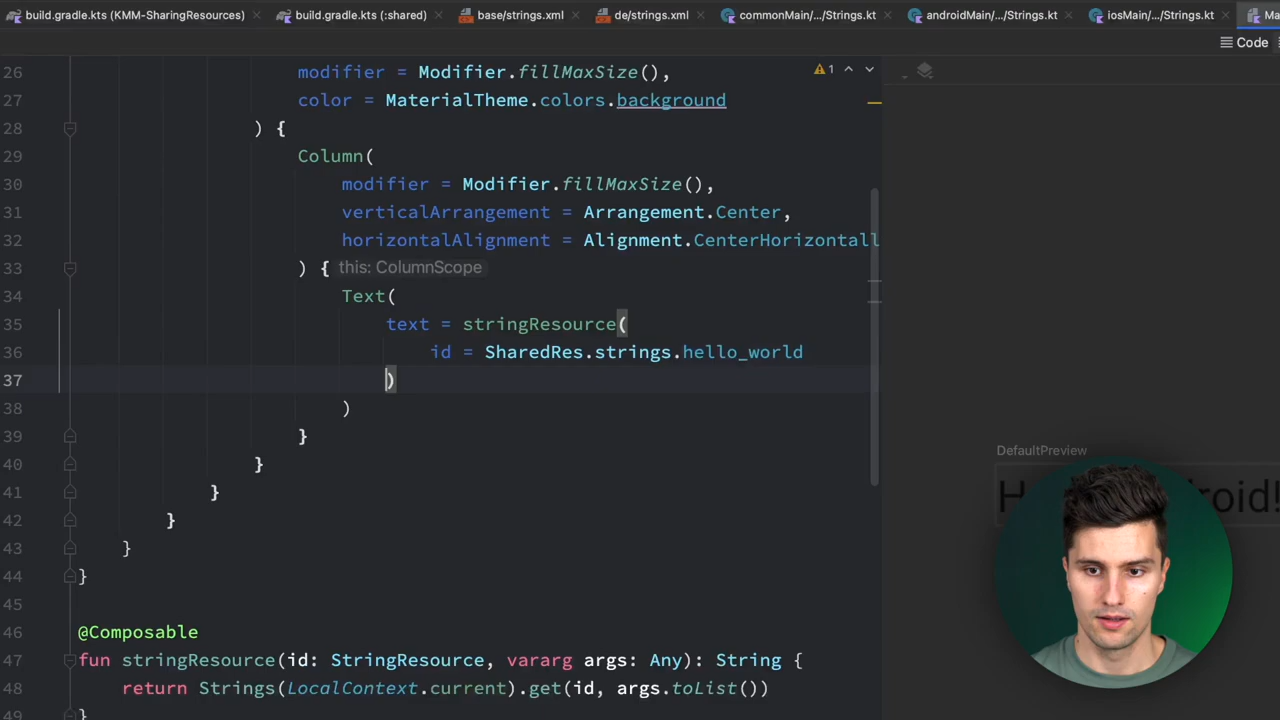 build.gradle.kts (KMM-SharingResources)
build.gradle.kts (:shared)
base/strings.xml
de/strings.xml
commonMain/.../Strings.kt
androidMain/.../Strings.kt
iosMain/.../Strings.kt
Ma
Code
26 modifier = Modifier.fillMaxSize(),
1
27 color = MaterialTheme.colors.background
28 ) {
29 Column(
30 modifier = Modifier.fillMaxSize(),
31 verticalArrangement = Arrangement.Center,
32 horizontalAlignment = Alignment.CenterHorizontall
33 ) { this: ColumnScope
34 Text(
35 text = stringResource(
36 id = SharedRes.strings.hello_world
37 )
38 )
39 }
40 }
41 }
42 }
43 }
44 }
45
46 @Composable
47 fun stringResource(id: StringResource, vararg args: Any): String {
48 return Strings(LocalContext.current).get(id, args.toList())
49 }
DefaultPreview